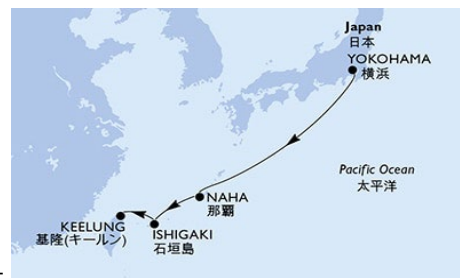 Japan
日本
YOKOHAMA
横浜
Pacific Ocean
太平洋
NAHA
那覇
KEELUNG
基隆(キールン)
ISHIGAKI
石垣島